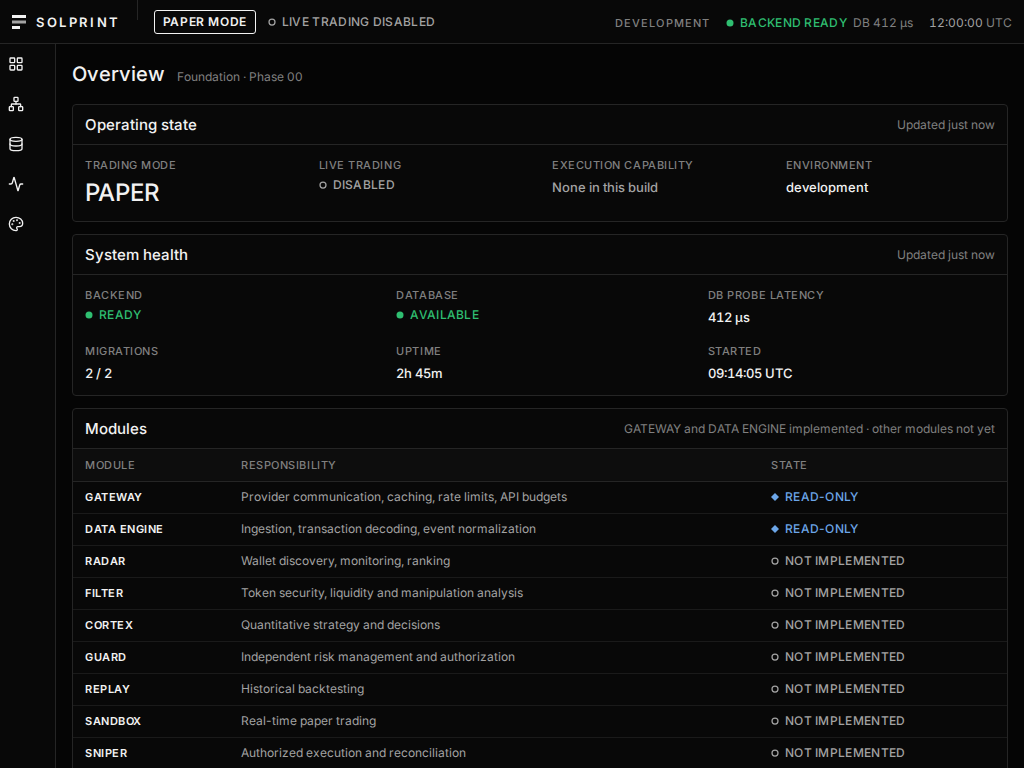 SOLPRINT PAPER MODE LIVE TRADING DISABLED DEVELOPMENT BACKEND READY DB 412 µs 12:00:00 UTC
Overview Foundation · Phase 00
Operating state Updated just now
TRADING MODE LIVE TRADING EXECUTION CAPABILITY ENVIRONMENT
PAPER DISABLED None in this build development
System health Updated just now
BACKEND DATABASE DB PROBE LATENCY
READY AVAILABLE 412 µs
MIGRATIONS UPTIME STARTED
2 / 2 2h 45m 09:14:05 UTC
Modules GATEWAY and DATA ENGINE implemented · other modules not yet
MODULE RESPONSIBILITY STATE
GATEWAY Provider communication, caching, rate limits, API budgets READ-ONLY
DATA ENGINE Ingestion, transaction decoding, event normalization READ-ONLY
RADAR Wallet discovery, monitoring, ranking NOT IMPLEMENTED
FILTER Token security, liquidity and manipulation analysis NOT IMPLEMENTED
CORTEX Quantitative strategy and decisions NOT IMPLEMENTED
GUARD Independent risk management and authorization NOT IMPLEMENTED
REPLAY Historical backtesting NOT IMPLEMENTED
SANDBOX Real-time paper trading NOT IMPLEMENTED
SNIPER Authorized execution and reconciliation NOT IMPLEMENTED